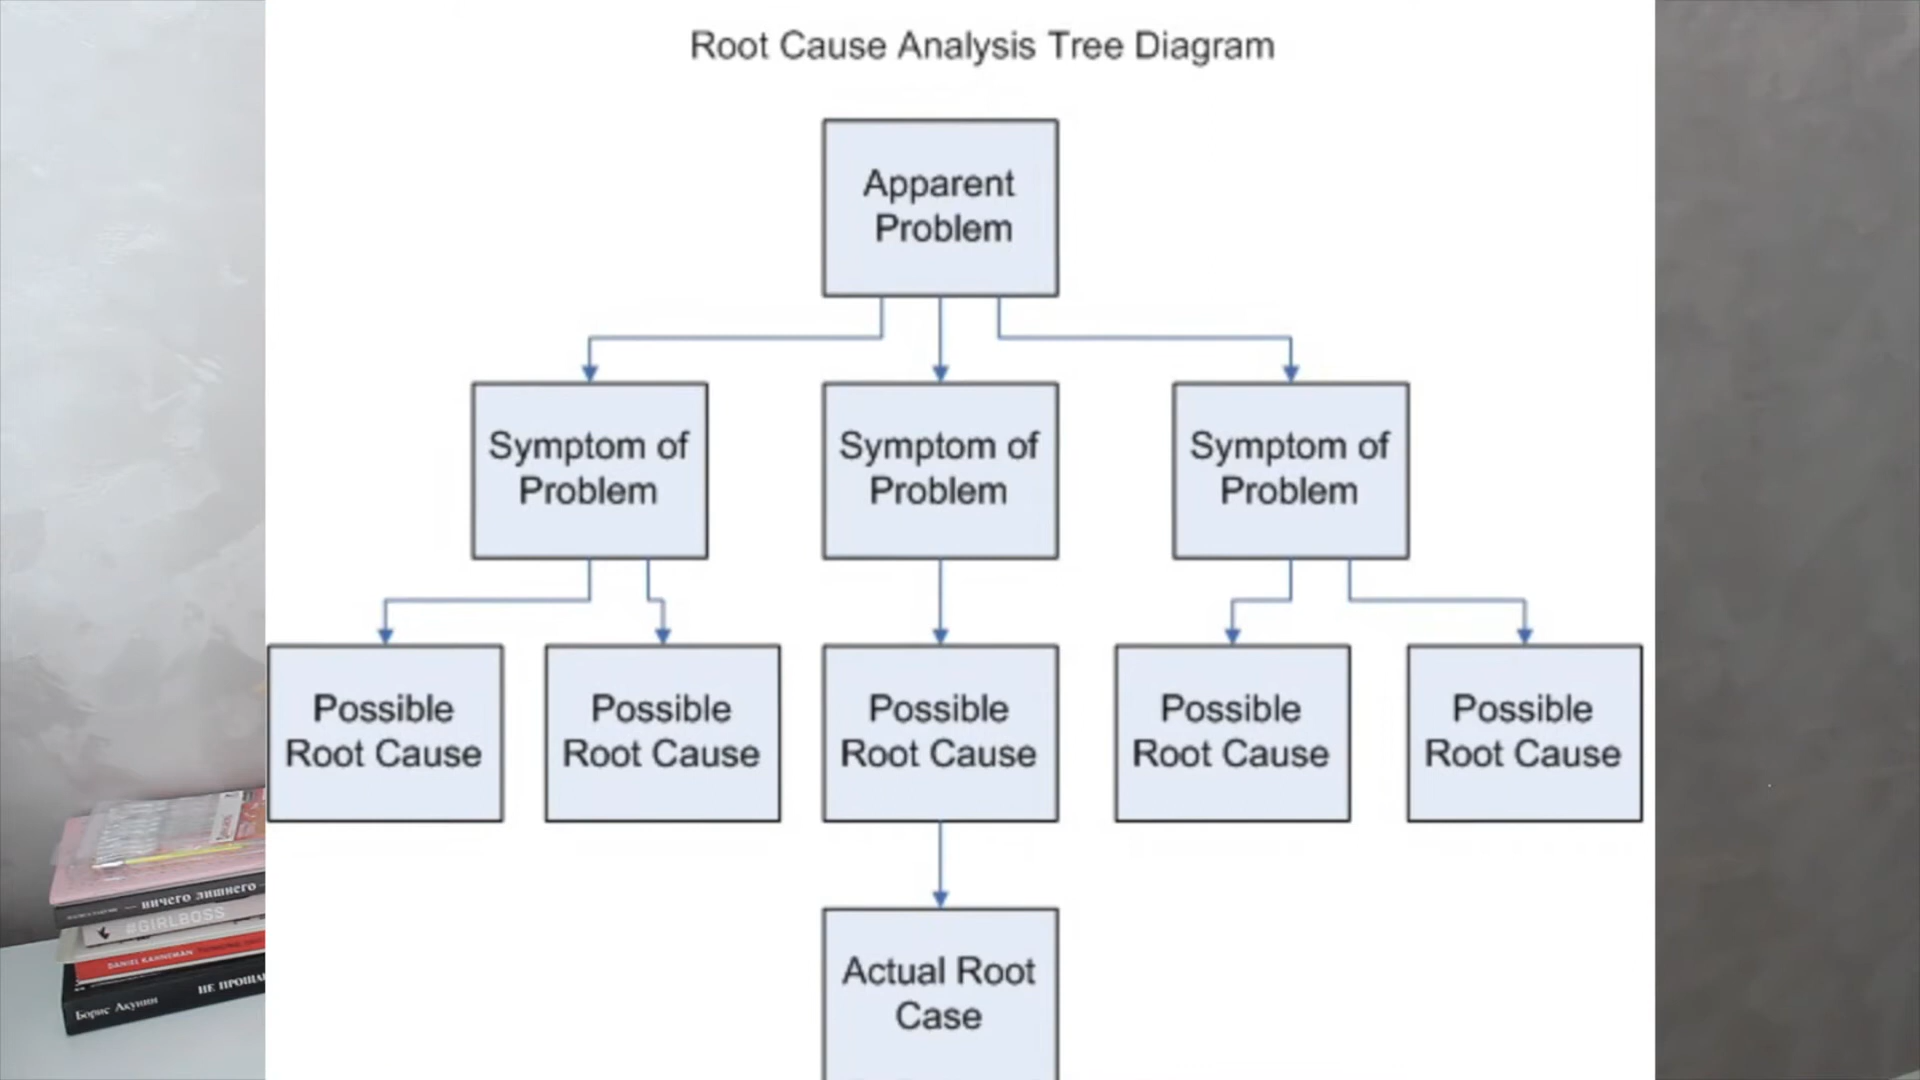 Root Cause Analysis Tree Diagram
Apparent
Problem
Symptom of
Problem
Symptom of
Problem
Symptom of
Problem
Possible
Root Cause
Possible
Root Cause
Possible
Root Cause
Possible
Root Cause
Possible
Root Cause
Actual Root
Case
ничего лишнего
#GIRLBOSS
DANIEL KAHNEMAN
Борис Акунин
НЕ ПРОЩАЮ